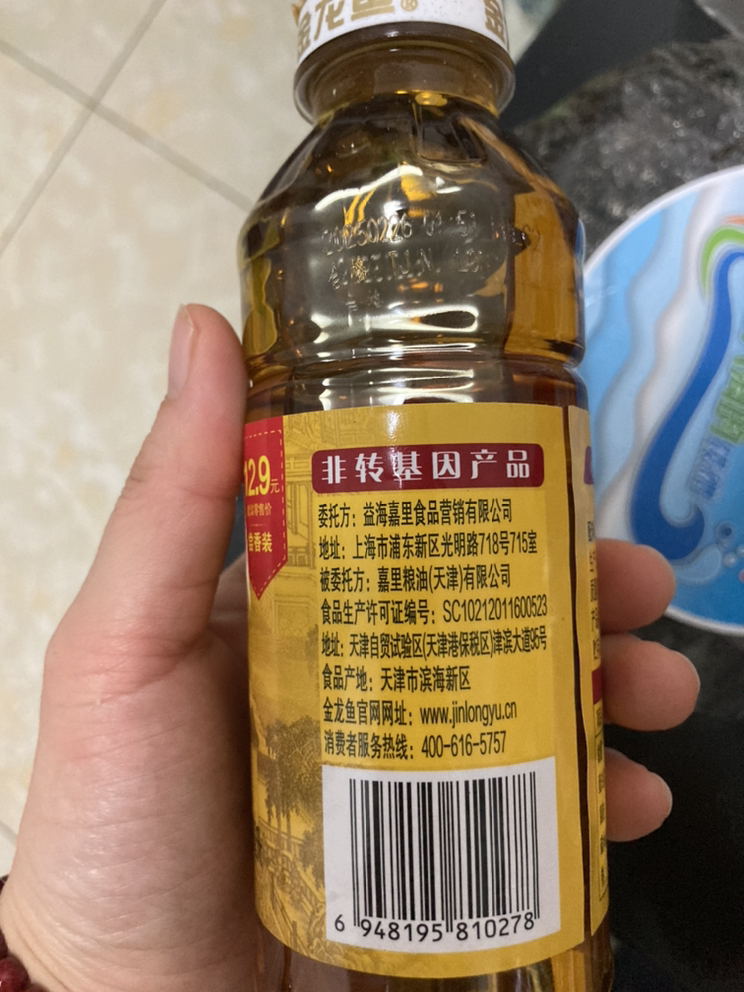 金龙鱼® 金
20250226
2.9元
非转基因产品
委托方：益海嘉里食品营销有限公司
地址：上海市浦东新区光明路718号715室
被委托方：嘉里粮油(天津)有限公司
食品生产许可证编号：SC10212011600523
地址：天津自贸试验区(天津港保税区)津滨大道95号
食品产地：天津市滨海新区
金龙鱼官网网址：www.jinlongyu.cn
消费者服务热线：400-616-5757
6 948195 810278